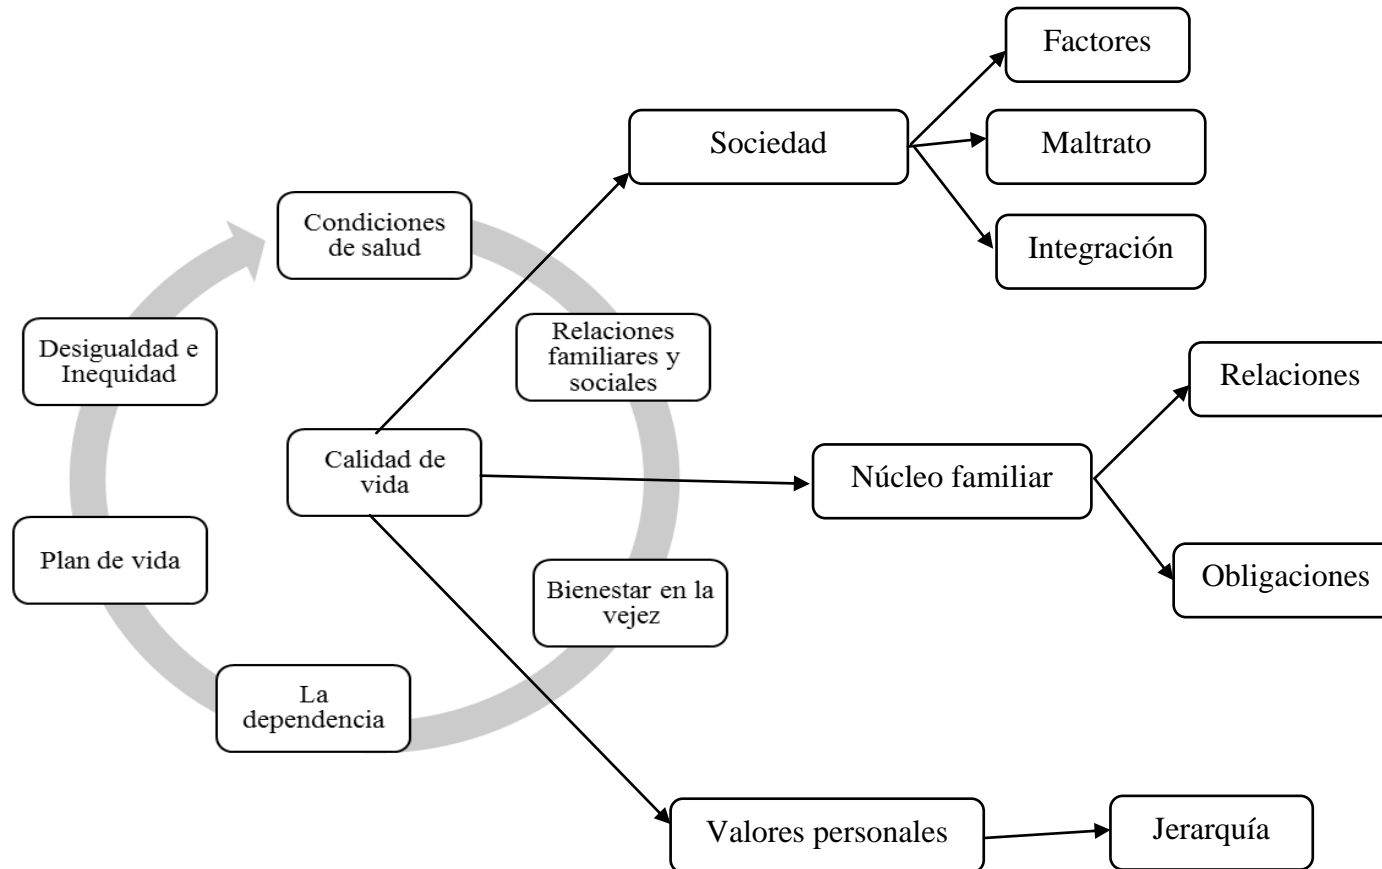 Factores
Sociedad
Maltrato
Integración
Condiciones
de salud
Relaciones
familiares y
sociales
Desigualdad e
Inequidad
Relaciones
Calidad de
vida
Núcleo familiar
Plan de vida
Bienestar en la
vejez
Obligaciones
La
dependencia
Valores personales
Jerarquía